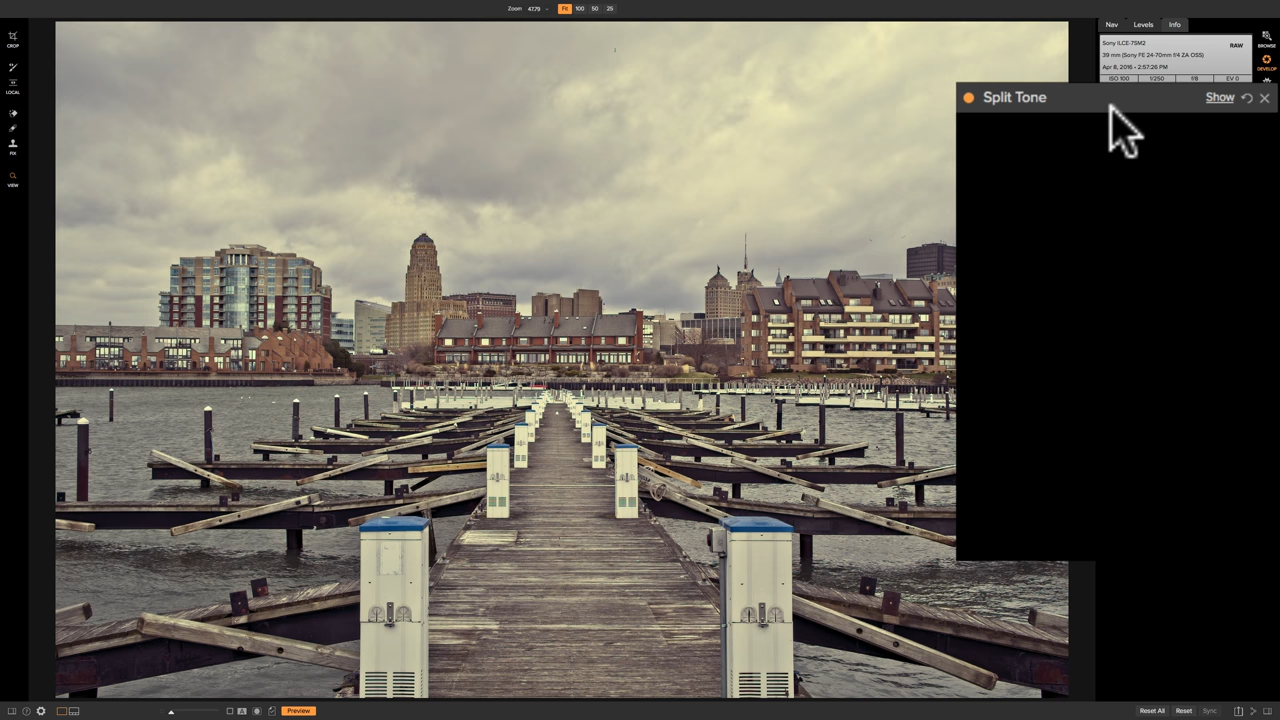 Zoom 47.79 Fit 100 50 25
Nav Levels Info
CROP
LOCAL
FIX
VIEW
Sony ILCE-7SM2 RAW
39 mm (Sony FE 24-70mm f/4 ZA OSS)
Apr 8, 2016 • 2:57:26 PM
ISO 100 1/250 f/8 EV 0
BROWSE
DEVELOP
Split Tone Show
A Preview
Reset All Reset Sync